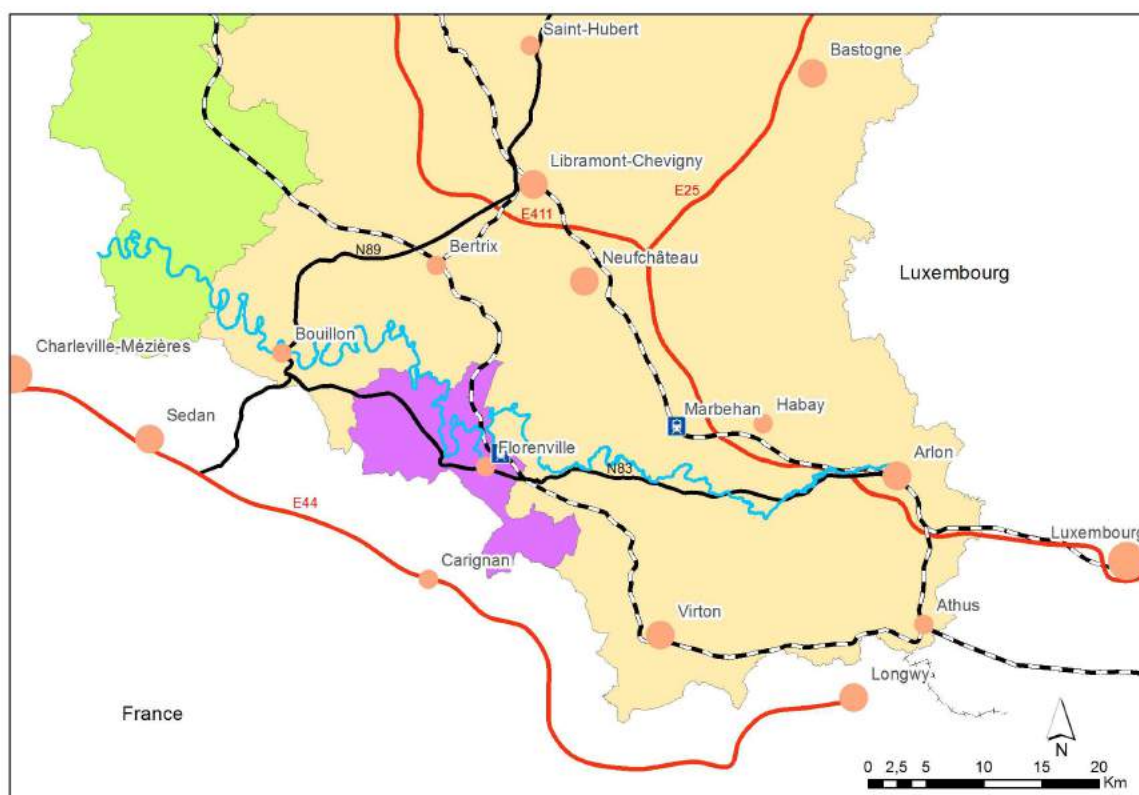 Saint-Hubert
Bastogne
Libramont-Chevigny
E25
E411
N89
Bertrix
Neufchâteau
Luxembourg
Bouillon
Charleville-Mézières
Sedan
Marbehan
Habay
Florenville
Arlon
N83
E44
Luxembourg
Carignan
Virton
Athus
Longwy
France
N
0 2,5 5 10 15 20
Km